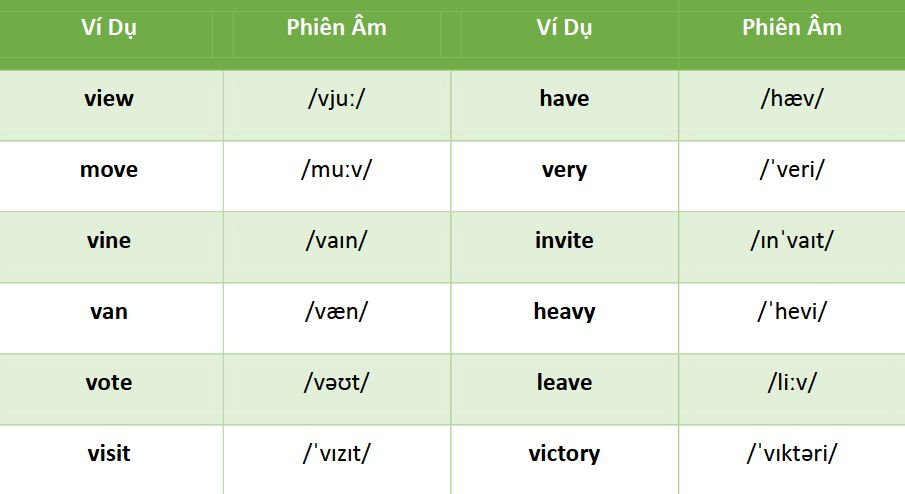 Ví Dụ Phiên Âm Ví Dụ Phiên Âm
view /vjuː/ have /hæv/
move /muːv/ very /ˈveri/
vine /vaɪn/ invite /ɪnˈvaɪt/
van /væn/ heavy /ˈhevi/
vote /vəʊt/ leave /liːv/
visit /ˈvɪzɪt/ victory /ˈvɪktəri/